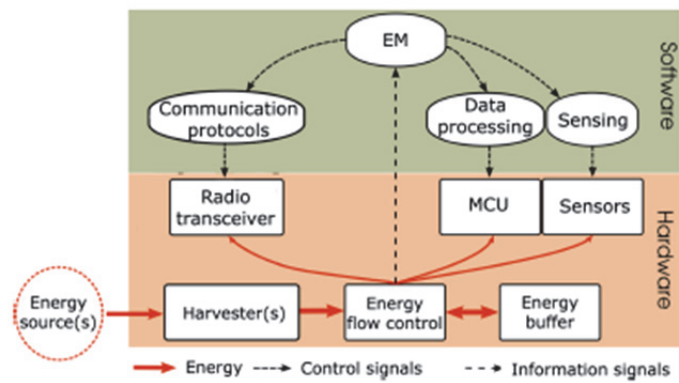 EM
Software
Communication
protocols
Data
processing
Sensing
Radio
transceiver
MCU
Sensors
Hardware
Energy
source(s)
Harvester(s)
Energy
flow control
Energy
buffer
Energy
Control signals
Information signals